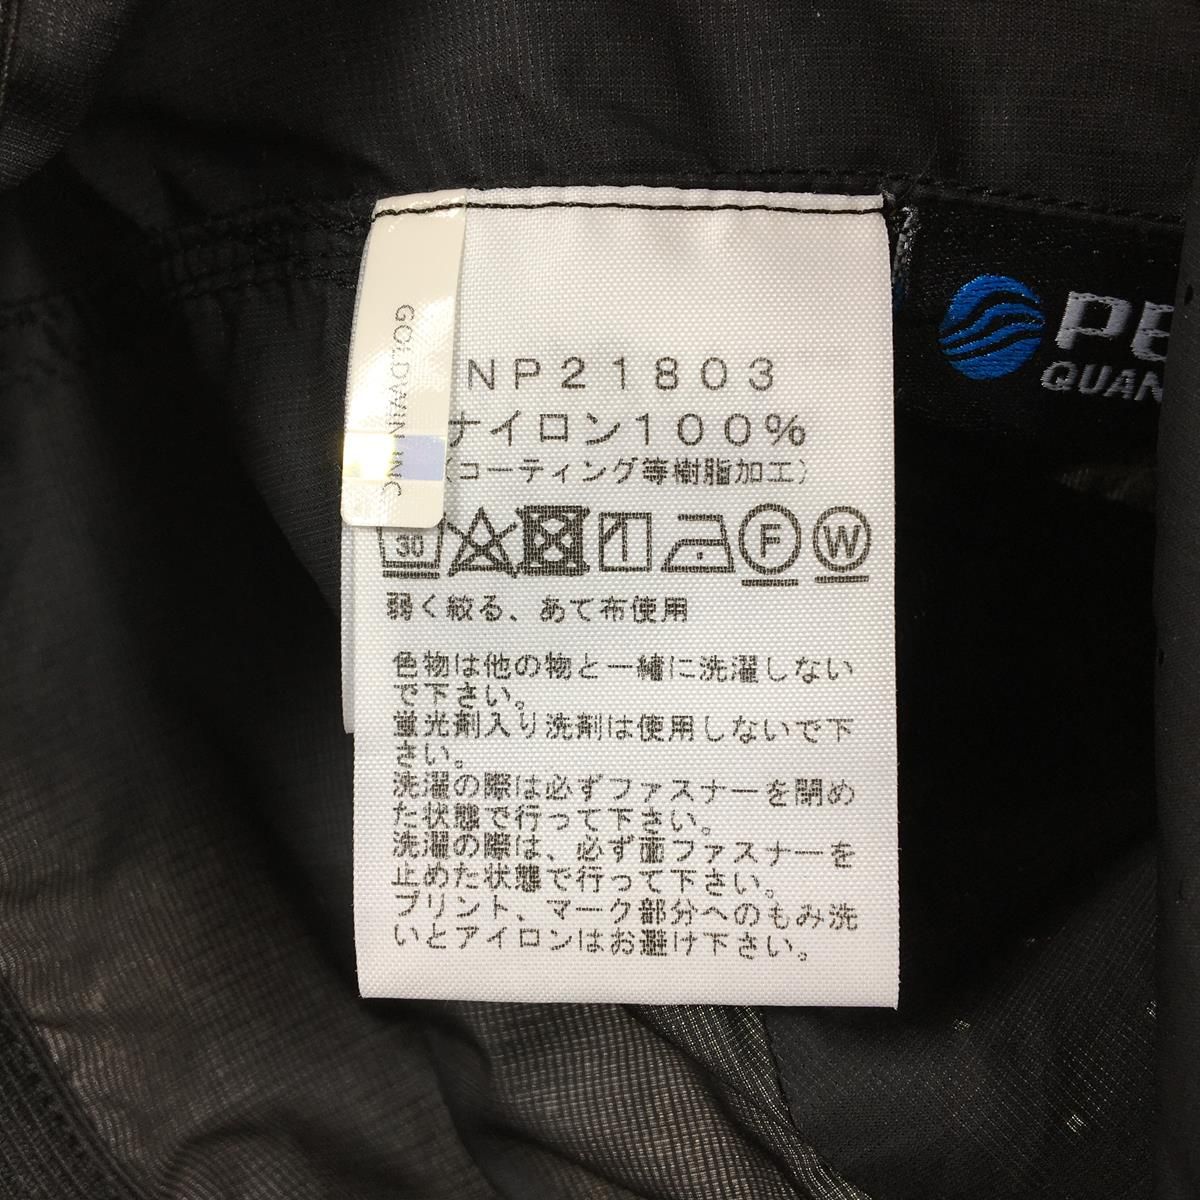 GOLDWIN INC
NP21803
ナイロン100%
(コーティング等樹脂加工)
30
F
W
弱く絞る、あて布使用
色物は他の物と一緒に洗濯しない
で下さい。
蛍光剤入り洗剤は使用しないで下
さい。
洗濯の際は必ずファスナーを閉め
た状態で行って下さい。
洗濯の際は、必ず面ファスナーを
止めた状態で行って下さい。
プリント、マーク部分へのもみ洗
いとアイロンはお避け下さい。
QUAN